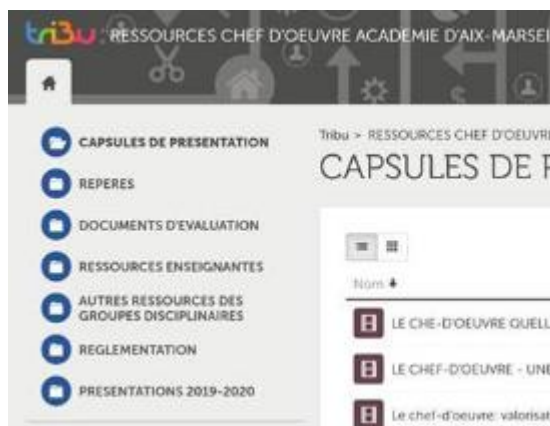 triBu RESSOURCES CHEF D'OEUVRE ACADEMIE D'AIX-MARSEI
CAPSULES DE PRESENTATION
REPERES
DOCUMENTS D'EVALUATION
RESSOURCES ENSEIGNANTES
AUTRES RESSOURCES DES
GROUPES DISCIPLINAIRES
REGLEMENTATION
PRESENTATIONS 2019-2020
Tribu > RESSOURCES CHEF D'OEUVRE
CAPSULES DE P
Nom
LE CHE-D'OEUVRE QUELL
LE CHEF-D'OEUVRE - UNE
Le chef-d'oeuvre: valorisat